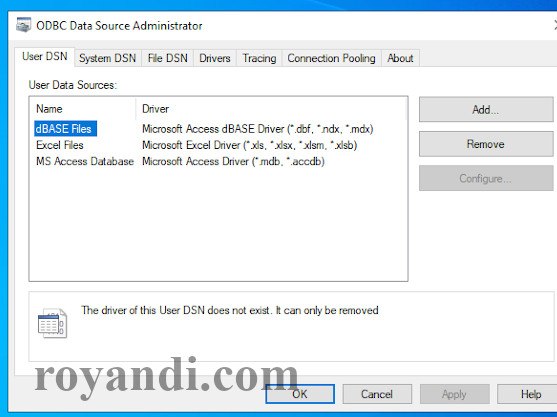 ODBC Data Source Administrator
User DSN System DSN File DSN Drivers Tracing Connection Pooling About
User Data Sources:
Name Driver
dBASE Files Microsoft Access dBASE Driver (*.dbf, *.ndx, *.mdx)
Excel Files Microsoft Excel Driver (*.xls, *.xlsx, *.xlsm, *.xlsb)
MS Access Database Microsoft Access Driver (*.mdb, *.accdb)
Add...
Remove
Configure...
The driver of this User DSN does not exist. It can only be removed
royandi.com
OK Cancel Apply Help